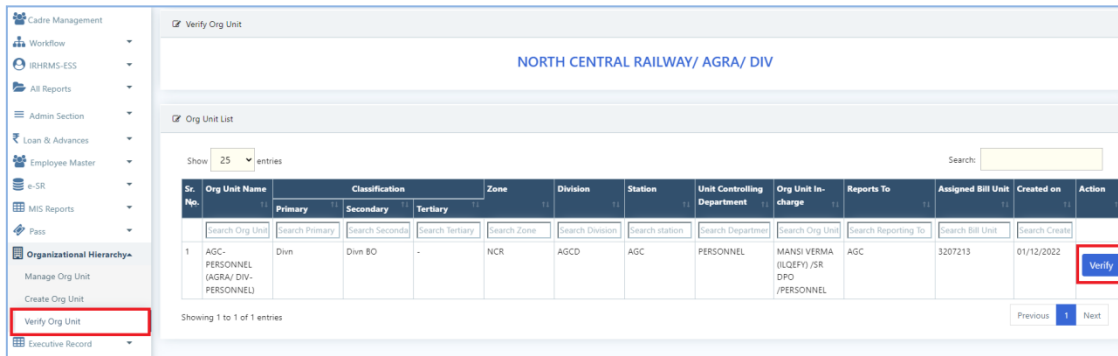 Cadre Management
Workflow
IRHRMS-ESS
All Reports
Admin Section
Loan & Advances
Employee Master
e-SR
MIS Reports
Pass
Organizational Hierarchy
Manage Org Unit
Create Org Unit
Verify Org Unit
Executive Record
Verify Org Unit
NORTH CENTRAL RAILWAY/ AGRA/ DIV
Org Unit List
Show 25 entries
Search:
Sr. No. Org Unit Name Classification Zone Division Station Unit Controlling Department Org Unit In-charge Reports To Assigned Bill Unit Created on Action
Primary Secondary Tertiary
Search Org Unit Search Primary Search Seconda Search Tertiary Search Zone Search Division Search station Search Departmer Search Org Unit Search Reporting To Search Bill Unit Search Create
1 AGC- Divn Divn BO - NCR AGCD AGC PERSONNEL MANSI VERMA AGC 3207213 01/12/2022 Verify
PERSONNEL (ILQEFY) /SR
(AGRA/ DIV- DPO
PERSONNEL) /PERSONNEL
Showing 1 to 1 of 1 entries
Previous 1 Next